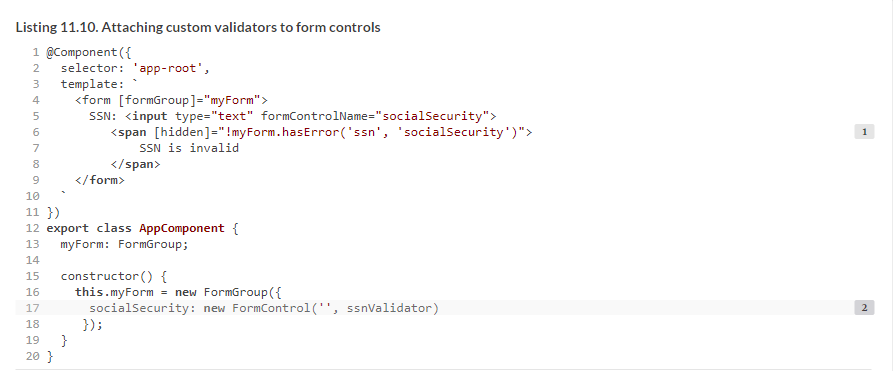 Listing 11.10. Attaching custom validators to form controls
1 @Component({
2   selector: 'app-root',
3   template: `
4     <form [formGroup]="myForm">
5       SSN: <input type="text" formControlName="socialSecurity">
6          <span [hidden]="!myForm.hasError('ssn', 'socialSecurity')"> 1
7              SSN is invalid
8          </span>
9     </form>
10   `
11 })
12 export class AppComponent {
13   myForm: FormGroup;
14
15   constructor() {
16     this.myForm = new FormGroup({
17       socialSecurity: new FormControl('', ssnValidator) 2
18      });
19   }
20 }